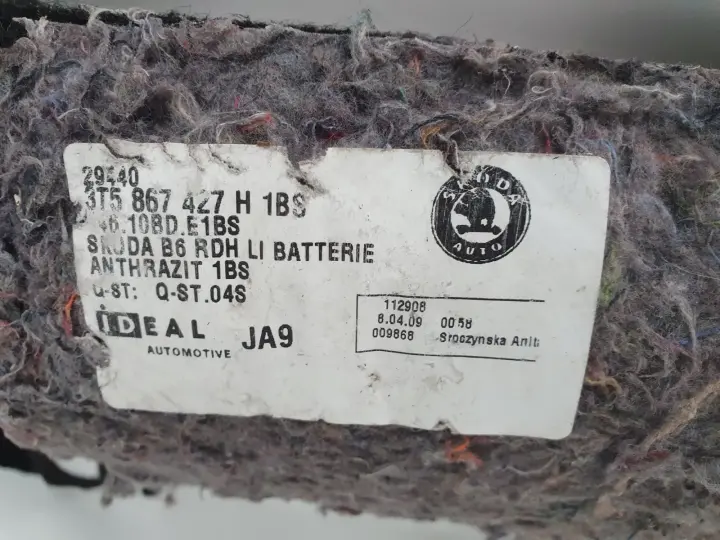 29440
3T5 867 427 H 1BS
46.10BD.E1BS
SKODA B6 RDH LI BATTERIE
ANTHRAZIT 1BS
Q-ST: Q-ST.04S
IDEAL JA9
AUTOMOTIVE
SKODA
AUTO
112908
8.04.09 00:58
009868 Sroczynska Anit